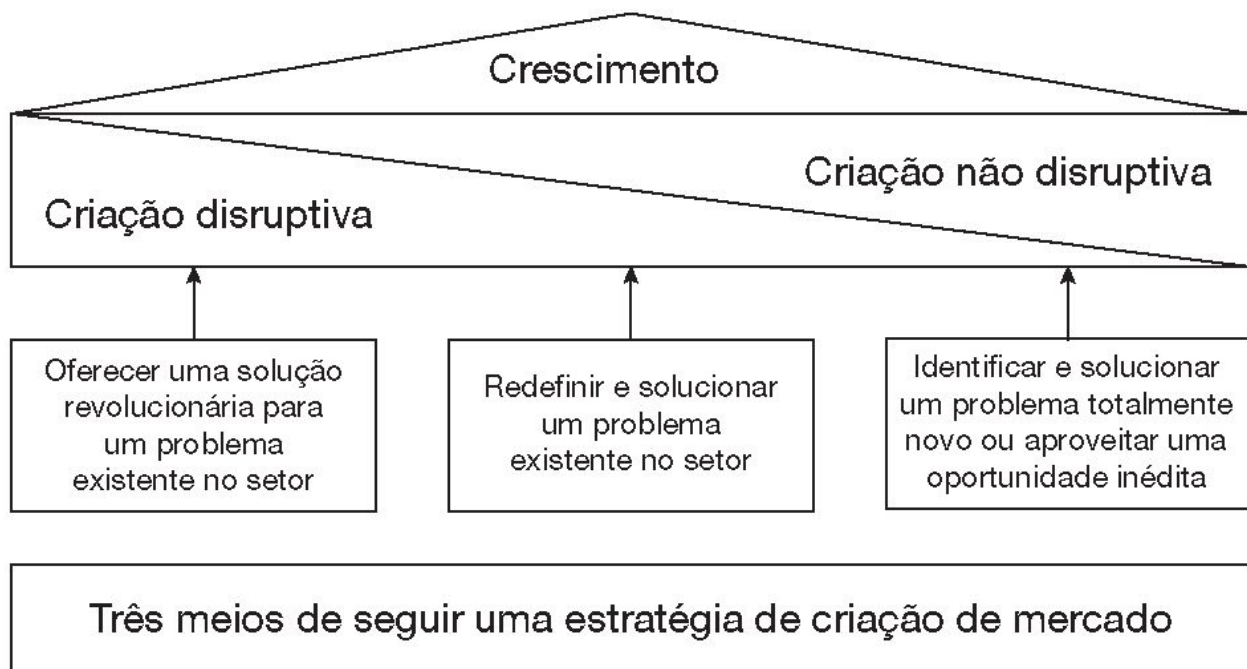 Crescimento
Criação não disruptiva
Criação disruptiva
Oferecer uma solução
revolucionária para
um problema
existente no setor
Redefinir e solucionar
um problema
existente no setor
Identificar e solucionar
um problema totalmente
novo ou aproveitar uma
oportunidade inédita
Três meios de seguir uma estratégia de criação de mercado